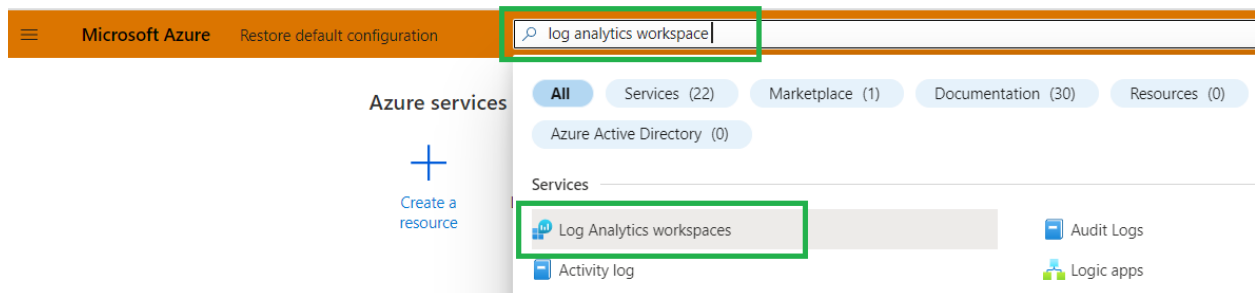 Microsoft Azure Restore default configuration log analytics workspace
All Services (22) Marketplace (1) Documentation (30) Resources (0)
Azure services
Azure Active Directory (0)
Services
Create a
resource
Log Analytics workspaces Audit Logs
Activity log Logic apps